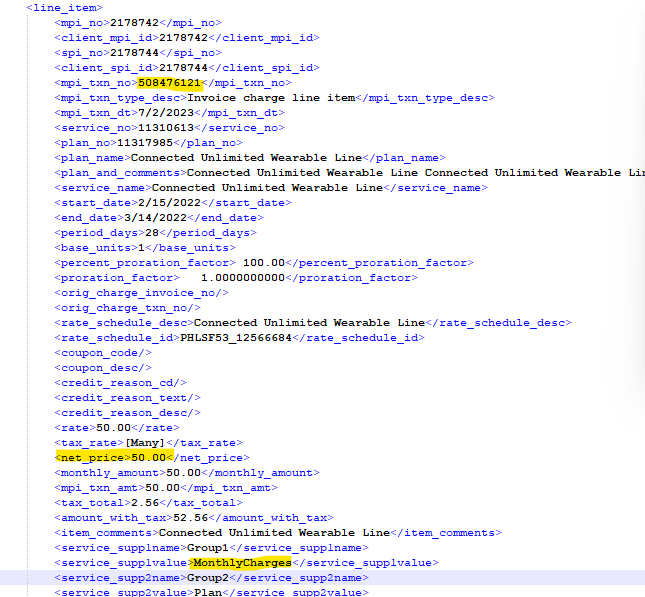 <line_item>
<mpi_no>2178742</mpi_no>
<client_mpi_id>2178742</client_mpi_id>
<spi_no>2178744</spi_no>
<client_spi_id>2178744</client_spi_id>
<mpi_txn_no>508476121</mpi_txn_no>
<mpi_txn_type_desc>Invoice charge line item</mpi_txn_type_desc>
<mpi_txn_dt>7/2/2023</mpi_txn_dt>
<service_no>11310613</service_no>
<plan_no>11317985</plan_no>
<plan_name>Connected Unlimited Wearable Line</plan_name>
<plan_and_comments>Connected Unlimited Wearable Line Connected Unlimited Wearable Li
<service_name>Connected Unlimited Wearable Line</service_name>
<start_date>2/15/2022</start_date>
<end_date>3/14/2022</end_date>
<period_days>28</period_days>
<base_units>1</base_units>
<percent_proration_factor> 100.00</percent_proration_factor>
<proration_factor>   1.0000000000</proration_factor>
<orig_charge_invoice_no/>
<orig_charge_txn_no/>
<rate_schedule_desc>Connected Unlimited Wearable Line</rate_schedule_desc>
<rate_schedule_id>PHLSF53_12566684</rate_schedule_id>
<coupon_code/>
<coupon_desc/>
<credit_reason_cd/>
<credit_reason_text/>
<credit_reason_desc/>
<rate>50.00</rate>
<tax_rate>[Many]</tax_rate>
<net_price>50.00</net_price>
<monthly_amount>50.00</monthly_amount>
<mpi_txn_amt>50.00</mpi_txn_amt>
<tax_total>2.56</tax_total>
<amount_with_tax>52.56</amount_with_tax>
<item_comments>Connected Unlimited Wearable Line</item_comments>
<service_supplname>Group1</service_supplname>
<service_supplvalue>MonthlyCharges</service_supplvalue>
<service_supp2name>Group2</service_supp2name>
<service_supp2value>Plan</service_supp2value>